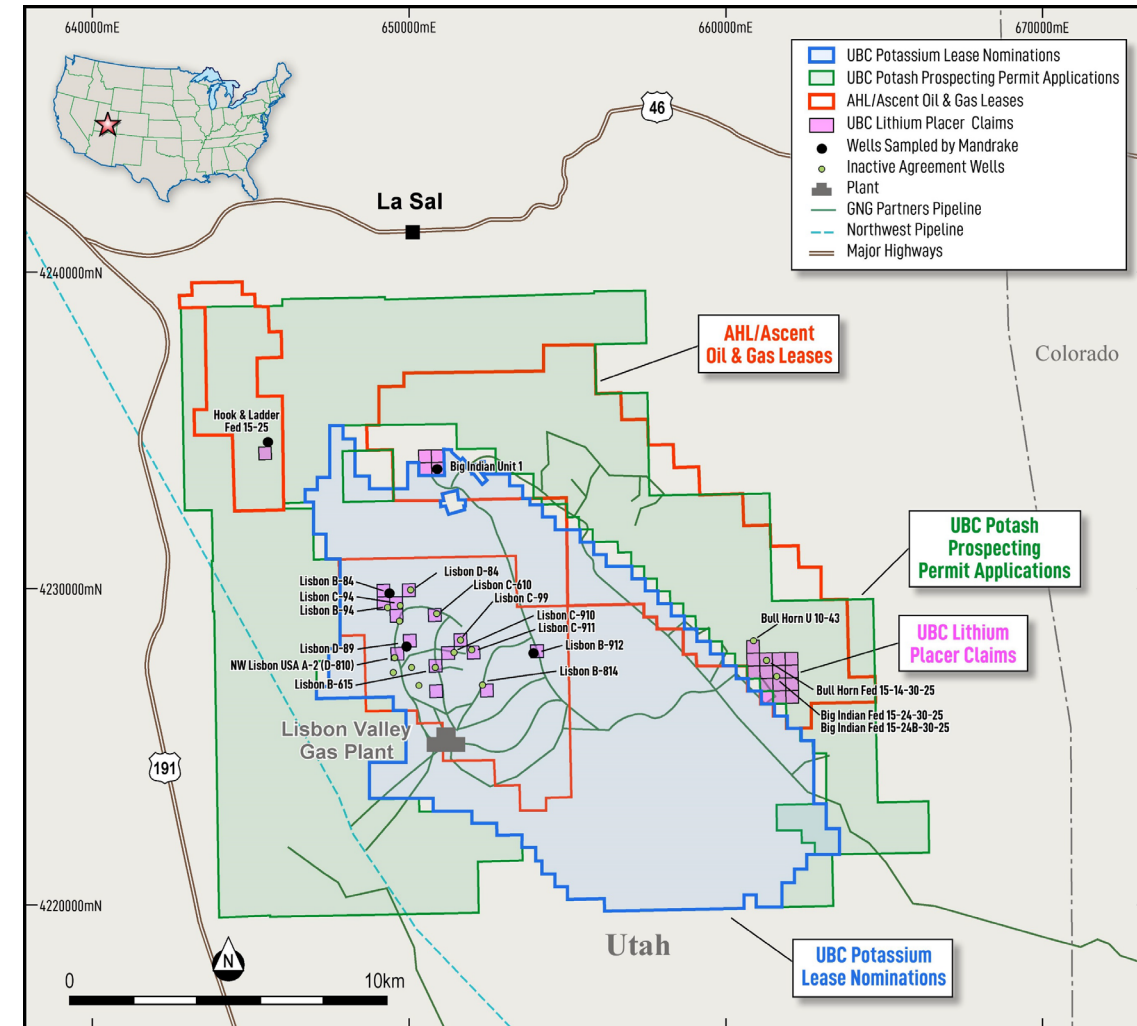 640000mE
650000mE
660000mE
670000mE
UBC Potassium Lease Nominations
UBC Potash Prospecting Permit Applications
AHL/Ascent Oil & Gas Leases
UBC Lithium Placer Claims
Wells Sampled by Mandrake
Inactive Agreement Wells
Plant
GNG Partners Pipeline
Northwest Pipeline
Major Highways
46
La Sal
4240000mN
AHL/Ascent
Oil & Gas Leases
Colorado
Hook & Ladder
Fed 15-25
Big Indian Unit 1
UBC Potash
Prospecting
Permit Applications
4230000mN
Lisbon B-84
Lisbon D-84
Lisbon C-94
Lisbon C-610
Lisbon B-94
Lisbon C-99
Lisbon C-910
Lisbon C-911
Bull Horn U 10-43
UBC Lithium
Placer Claims
Lisbon D-89
Lisbon B-912
NW Lisbon USA A-2 (D-810)
Lisbon B-814
Lisbon B-615
Bull Horn Fed 15-14-30-25
Big Indian Fed 15-24-30-25
Big Indian Fed 15-24B-30-25
Lisbon Valley
Gas Plant
191
4220000mN
Utah
UBC Potassium
Lease Nominations
N
0
10km